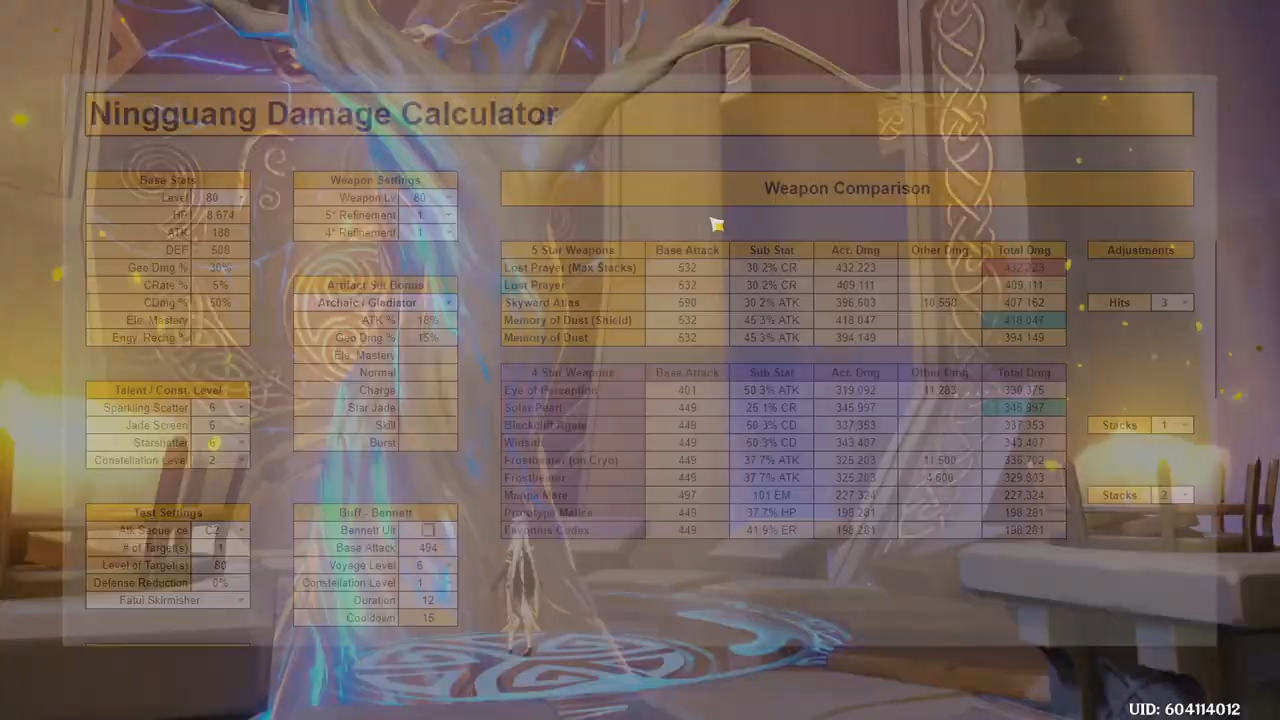 Ningguang Damage Calculator
Base Stats
Level 80
HP 8,674
ATK 188
DEF 508
Geo Dmg % 30%
CRate % 5%
CDmg % 50%
Ele. Mastery
Engy. Rechg %
Talent / Const. Level
Sparkling Scatter 6
Jade Screen 6
Starshatter 6
Constellation Level 2
Test Settings
Atk Sequence C2
# of Target(s) 1
Level of Target(s) 80
Defense Reduction 0%
Fatui Skirmisher
Weapon Settings
Weapon Lv 80
5* Refinement 1
4* Refinement 1
Artifact Set Bonus
Archaic / Gladiator
ATK % 18%
Geo Dmg % 15%
Ele. Mastery
Normal
Charge
Star Jade
Skill
Burst
Buff - Bennett
Bennett Ult
Base Attack 494
Voyage Level 6
Constellation Level 1
Duration 12
Cooldown 15
Weapon Comparison
5 Star Weapons Base Attack Sub Stat Act. Dmg Other Dmg Total Dmg
Lost Prayer (Max Stacks) 532 30.2% CR 432,223 432,223
Lost Prayer 532 30.2% CR 409,111 409,111
Skyward Atlas 590 30.2% ATK 396,603 10,558 407,162
Memory of Dust (Shield) 532 45.3% ATK 418,047 418,047
Memory of Dust 532 45.3% ATK 394,149 394,149
4 Star Weapons Base Attack Sub Stat Act. Dmg Other Dmg Total Dmg
Eye of Perception 401 50.3% ATK 319,092 11,283 330,375
Solar Pearl 449 25.1% CR 345,997 345,997
Blackcliff Agate 449 50.3% CD 337,353 337,353
Widsith 449 50.3% CD 343,407 343,407
Frostbearer (on Cryo) 449 37.7% ATK 325,203 11,500 336,702
Frostbearer 449 37.7% ATK 325,203 4,600 329,803
Mappa Mare 497 101 EM 227,324 227,324
Prototype Malice 449 37.7% HP 198,281 198,281
Favonius Codex 449 41.9% ER 198,281 198,281
Adjustments
Hits 3
Stacks 1
Stacks 2
UID: 604114012